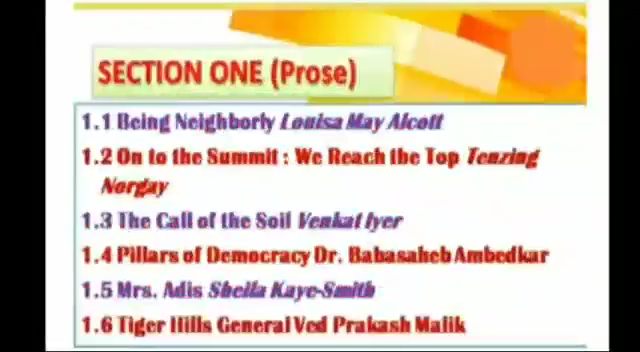 SECTION ONE (Prose)
1.1 Being Neighborly Louisa May Alcott
1.2 On to the Summit : We Reach the Top Tenzing
Norgay
1.3 The Call of the Soil Venkat Iyer
1.4 Pillars of Democracy Dr. Babasaheb Ambedkar
1.5 Mrs. Adis Sheila Kaye-Smith
1.6 Tiger Hills General Ved Prakash Malik